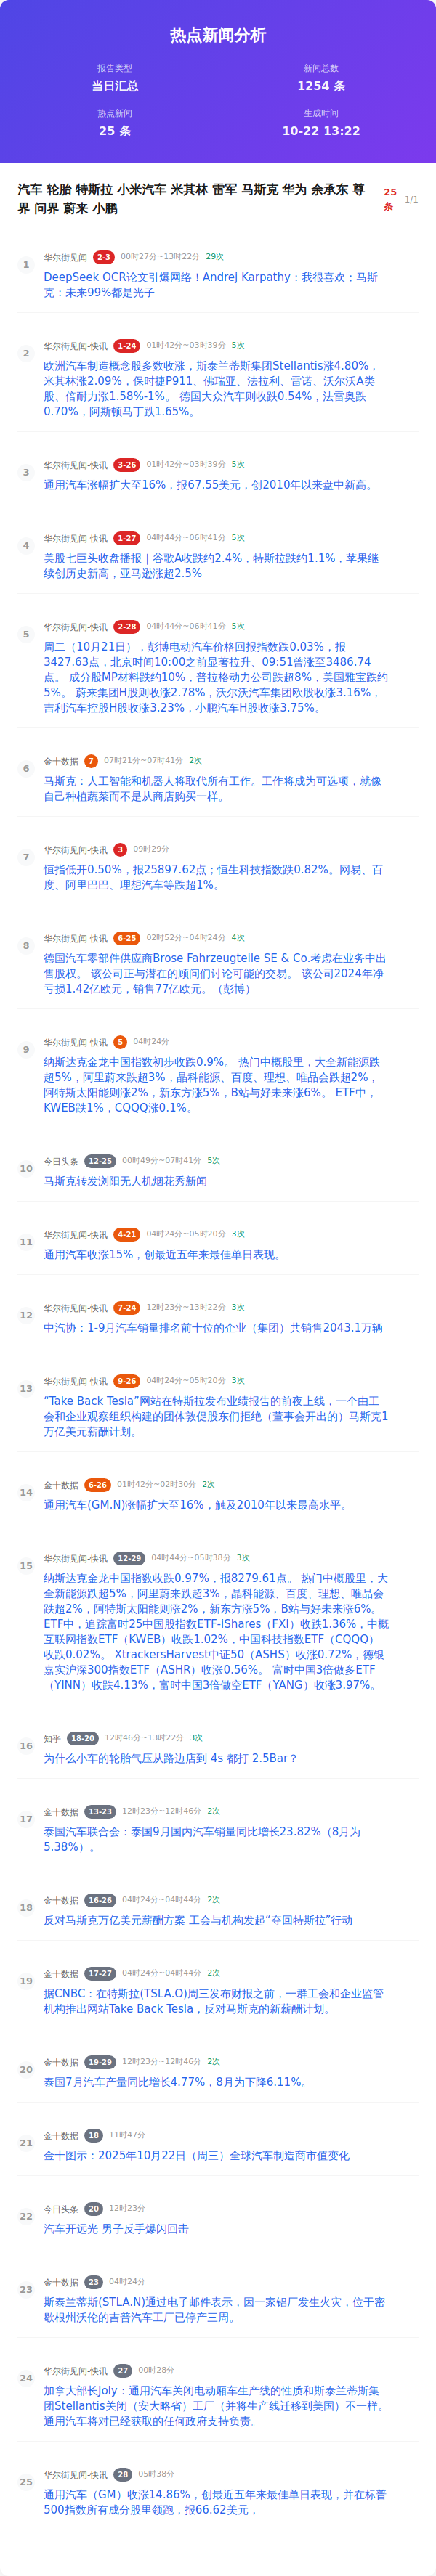 热点新闻分析
报告类型
当日汇总
新闻总数
1254 条
热点新闻
25 条
生成时间
10-22 13:22
汽车 轮胎 特斯拉 小米汽车 米其林 雷军 马斯克 华为 余承东 尊
界 问界 蔚来 小鹏
25
条
1/1
1
华尔街见闻 2-3 00时27分~13时22分 29次
DeepSeek OCR论文引爆网络！Andrej Karpathy：我很喜欢；马斯
克：未来99%都是光子
2
华尔街见闻-快讯 1-24 01时42分~03时39分 5次
欧洲汽车制造概念股多数收涨，斯泰兰蒂斯集团Stellantis涨4.80%，
米其林涨2.09%，保时捷P911、佛瑞亚、法拉利、雷诺、沃尔沃A类
股、倍耐力涨1.58%-1%。 德国大众汽车则收跌0.54%，法雷奥跌
0.70%，阿斯顿马丁跌1.65%。
3
华尔街见闻-快讯 3-26 01时42分~03时39分 5次
通用汽车涨幅扩大至16%，报67.55美元，创2010年以来盘中新高。
4
华尔街见闻-快讯 1-27 04时44分~06时41分 5次
美股七巨头收盘播报｜谷歌A收跌约2.4%，特斯拉跌约1.1%，苹果继
续创历史新高，亚马逊涨超2.5%
5
华尔街见闻-快讯 2-28 04时44分~06时41分 5次
周二（10月21日），彭博电动汽车价格回报指数跌0.03%，报
3427.63点，北京时间10:00之前显著拉升、09:51曾涨至3486.74
点。 成分股MP材料跌约10%，普拉格动力公司跌超8%，美国雅宝跌约
5%。 蔚来集团H股则收涨2.78%，沃尔沃汽车集团欧股收涨3.16%，
吉利汽车控股H股收涨3.23%，小鹏汽车H股收涨3.75%。
6
金十数据 7 07时21分~07时41分 2次
马斯克：人工智能和机器人将取代所有工作。工作将成为可选项，就像
自己种植蔬菜而不是从商店购买一样。
7
华尔街见闻-快讯 3 09时29分
恒指低开0.50%，报25897.62点；恒生科技指数跌0.82%。网易、百
度、阿里巴巴、理想汽车等跌超1%。
8
华尔街见闻-快讯 6-25 02时52分~04时24分 4次
德国汽车零部件供应商Brose Fahrzeugteile SE & Co.考虑在业务中出
售股权。 该公司正与潜在的顾问们讨论可能的交易。 该公司2024年净
亏损1.42亿欧元，销售77亿欧元。（彭博）
9
华尔街见闻-快讯 5 04时24分
纳斯达克金龙中国指数初步收跌0.9%。 热门中概股里，大全新能源跌
超5%，阿里蔚来跌超3%，晶科能源、百度、理想、唯品会跌超2%，
阿特斯太阳能则涨2%，新东方涨5%，B站与好未来涨6%。 ETF中，
KWEB跌1%，CQQQ涨0.1%。
10
今日头条 12-25 00时49分~07时41分 5次
马斯克转发浏阳无人机烟花秀新闻
11
华尔街见闻-快讯 4-21 04时24分~05时20分 3次
通用汽车收涨15%，创最近五年来最佳单日表现。
12
华尔街见闻-快讯 7-24 12时23分~13时22分 3次
中汽协：1-9月汽车销量排名前十位的企业（集团）共销售2043.1万辆
13
华尔街见闻-快讯 9-26 04时24分~05时20分 3次
“Take Back Tesla”网站在特斯拉发布业绩报告的前夜上线，一个由工
会和企业观察组织构建的团体敦促股东们拒绝（董事会开出的）马斯克1
万亿美元薪酬计划。
14
金十数据 6-26 01时42分~02时30分 2次
通用汽车(GM.N)涨幅扩大至16%，触及2010年以来最高水平。
15
华尔街见闻-快讯 12-29 04时44分~05时38分 3次
纳斯达克金龙中国指数收跌0.97%，报8279.61点。 热门中概股里，大
全新能源跌超5%，阿里蔚来跌超3%，晶科能源、百度、理想、唯品会
跌超2%，阿特斯太阳能则涨2%，新东方涨5%，B站与好未来涨6%。
ETF中，追踪富时25中国股指数ETF-iShares（FXI）收跌1.36%，中概
互联网指数ETF（KWEB）收跌1.02%，中国科技指数ETF（CQQQ）
收跌0.02%。 XtrackersHarvest中证50（ASHS）收涨0.72%，德银
嘉实沪深300指数ETF（ASHR）收涨0.56%。 富时中国3倍做多ETF
（YINN）收跌4.13%，富时中国3倍做空ETF（YANG）收涨3.97%。
16
知乎 18-20 12时46分~13时22分 3次
为什么小车的轮胎气压从路边店到 4s 都打 2.5Bar？
17
金十数据 13-23 12时23分~12时46分 2次
泰国汽车联合会：泰国9月国内汽车销量同比增长23.82%（8月为
5.38%）。
18
金十数据 16-26 04时24分~04时44分 2次
反对马斯克万亿美元薪酬方案 工会与机构发起“夺回特斯拉”行动
19
金十数据 17-27 04时24分~04时44分 2次
据CNBC：在特斯拉(TSLA.O)周三发布财报之前，一群工会和企业监管
机构推出网站Take Back Tesla，反对马斯克的新薪酬计划。
20
金十数据 19-29 12时23分~12时46分 2次
泰国7月汽车产量同比增长4.77%，8月为下降6.11%。
21
金十数据 18 11时47分
金十图示：2025年10月22日（周三）全球汽车制造商市值变化
22
今日头条 20 12时23分
汽车开远光 男子反手爆闪回击
23
金十数据 23 04时24分
斯泰兰蒂斯(STLA.N)通过电子邮件表示，因一家铝厂发生火灾，位于密
歇根州沃伦的吉普汽车工厂已停产三周。
24
华尔街见闻-快讯 27 00时28分
加拿大部长Joly：通用汽车关闭电动厢车生产线的性质和斯泰兰蒂斯集
团Stellantis关闭（安大略省）工厂（并将生产线迁移到美国）不一样。
通用汽车将对已经获取的任何政府支持负责。
25
华尔街见闻-快讯 28 05时38分
通用汽车（GM）收涨14.86%，创最近五年来最佳单日表现，并在标普
500指数所有成分股里领跑，报66.62美元，